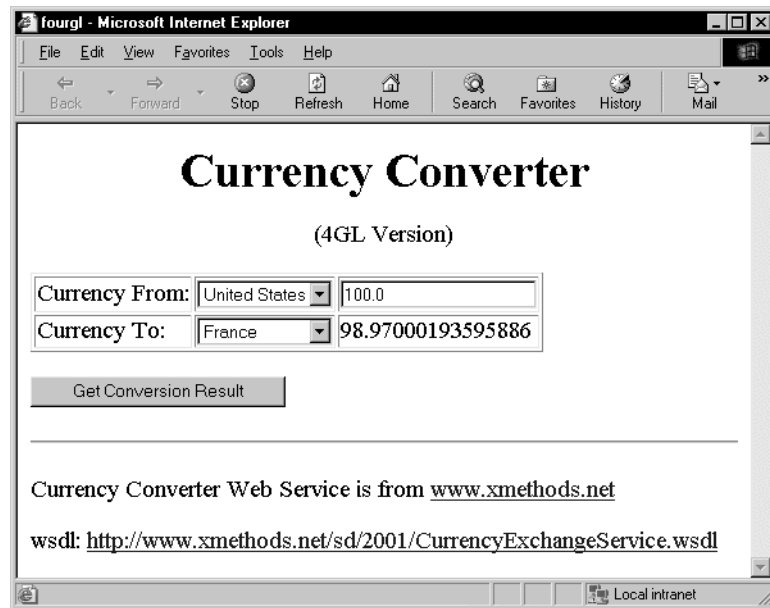 fourgl - Microsoft Internet Explorer
File Edit View Favorites Tools Help
Back Forward Stop Refresh Home Search Favorites History Mail »
Currency Converter
(4GL Version)
Currency From: United States 100.0
Currency To: France 98.97000193595886
Get Conversion Result
Currency Converter Web Service is from www.xmethods.net
wsdl: http://www.xmethods.net/sd/2001/CurrencyExchangeService.wsdl
Local intranet